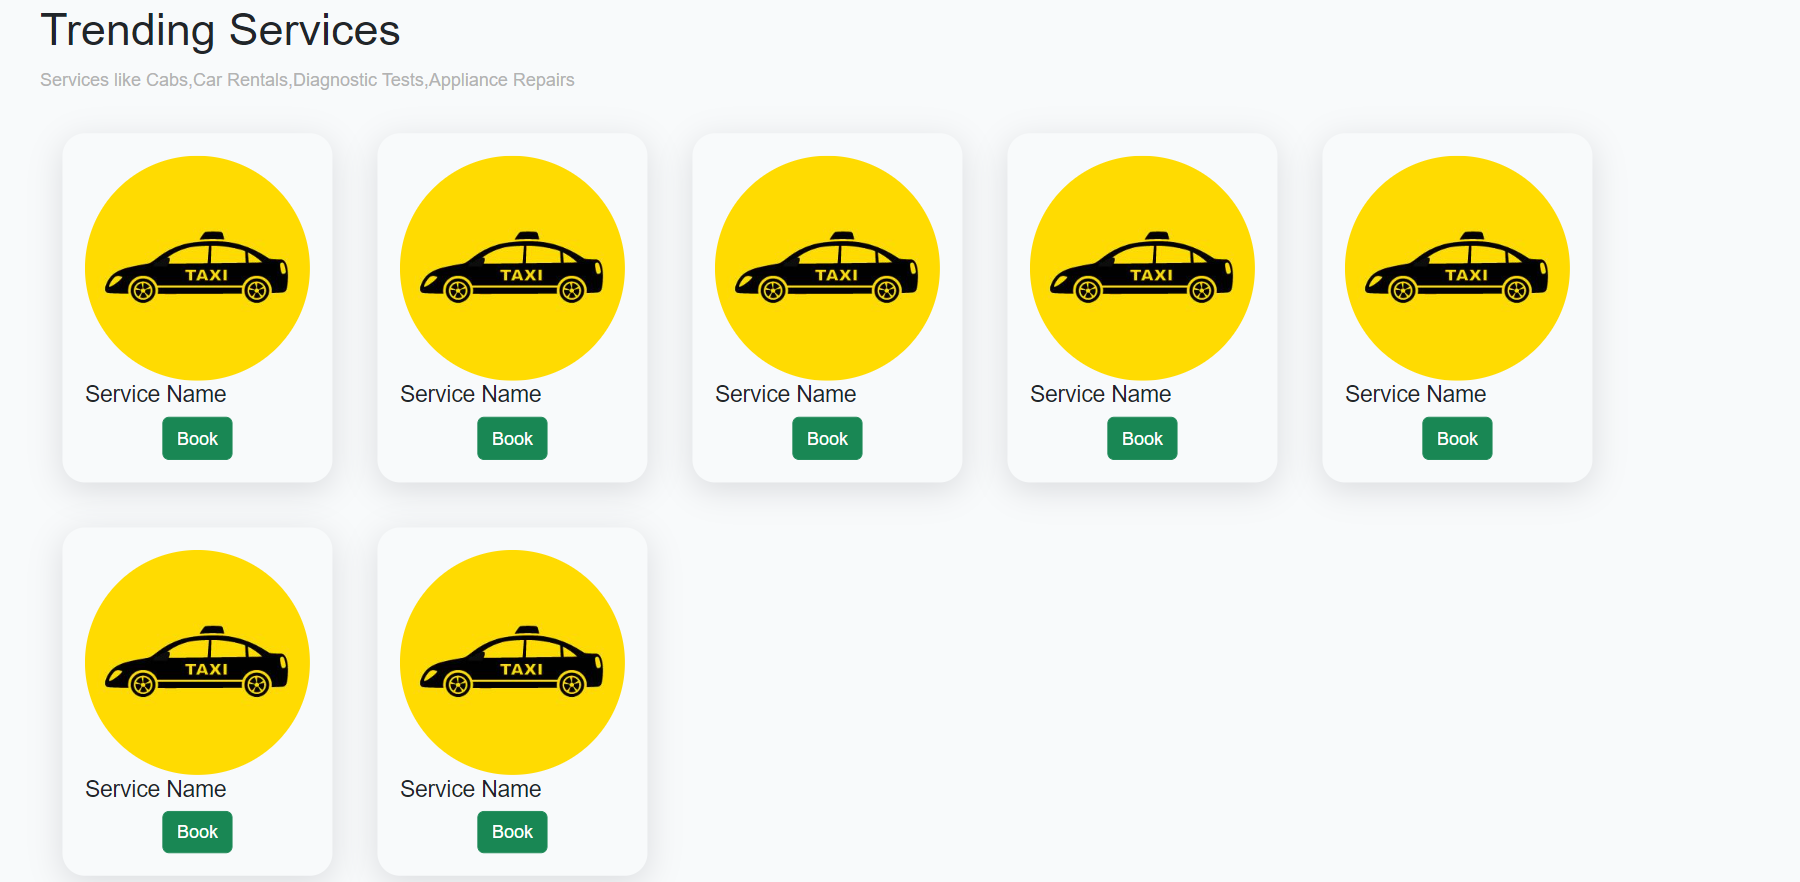 Trending Services
Services like Cabs,Car Rentals,Diagnostic Tests,Appliance Repairs
TAXI TAXI TAXI TAXI TAXI
Service Name Service Name Service Name Service Name Service Name
Book Book Book Book Book
TAXI TAXI
Service Name Service Name
Book Book